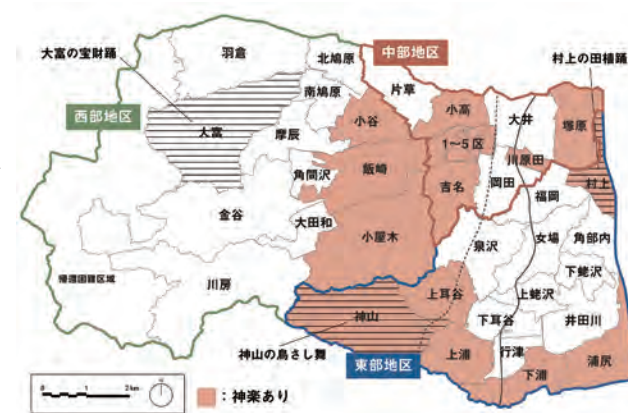 大富の宝財踊
羽倉
北鳩原
中部地区
村上の田植踊
片草
南鳩原
小高
大井
塚原
西部地区
大富
小谷
摩辰
1〜5区
川原田
飯崎
角間沢
吉名
岡田
村上
福岡
金谷
大田和
小屋木
泉沢
女場
角部内
下蛯沢
帰還困難区域
川房
上耳谷
上蛯沢
神山
下耳谷
井田川
神山の鳥さし舞
上浦
行津
浦尻
東部地区
下浦
0 1 2km
:神楽あり